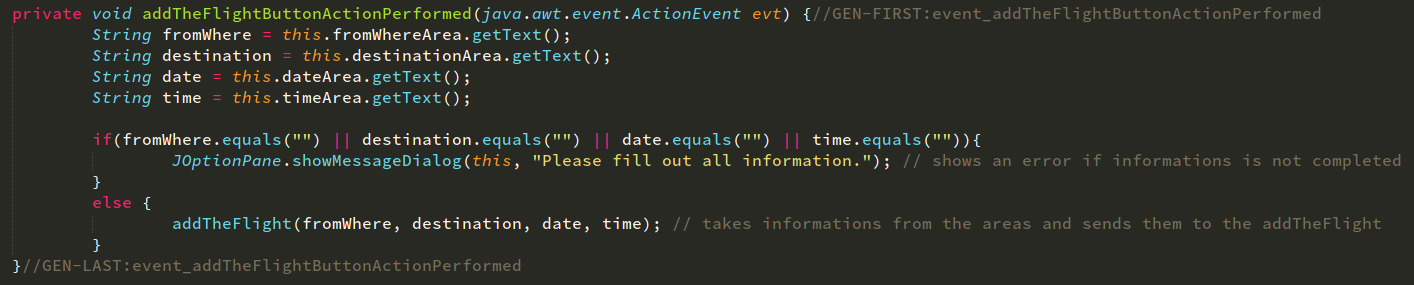 private void addTheFlightButtonActionPerformed(java.awt.event.ActionEvent evt) {//GEN-FIRST:event_addTheFlightButtonActionPerformed
String fromWhere = this.fromWhereArea.getText();
String destination = this.destinationArea.getText();
String date = this.dateArea.getText();
String time = this.timeArea.getText();
if(fromWhere.equals("") || destination.equals("") || date.equals("") || time.equals("")){
JOptionPane.showMessageDialog(this, "Please fill out all information."); // shows an error if informations is not completed
}
else {
addTheFlight(fromWhere, destination, date, time); // takes informations from the areas and sends them to the addTheFlight
}
}//GEN-LAST:event_addTheFlightButtonActionPerformed